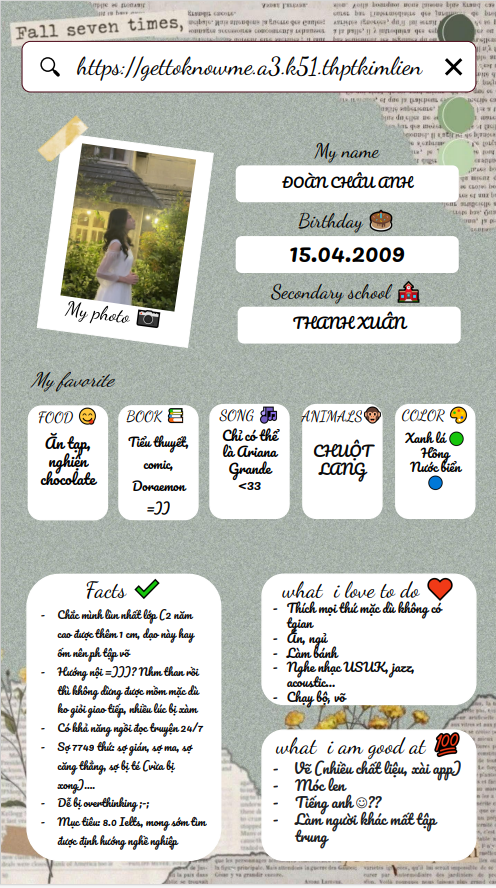 Fall seven times,
https://gettoknowme.a3.k51.thptkimlien
My name
ĐOÀN CHÂU ANH
Birthday
15.04.2009
Secondary school
THANH XUÂN
My photo
My favorite
FOOD
Ăn tạp,
nghiền
chocolate
BOOK
Tiểu thuyết,
comic,
Doraemon
=))
SONG
Chỉ có thể
là Ariana
Grande
<33
ANIMALS
CHUỘT
LANG
COLOR
Xanh lá
Hồng
Nước biển
Facts
- Chắc mình lùn nhất lớp (2 năm
cao được thêm 1 cm, dạo này hay
ốm nên ph tập võ
- Hướng nội =)))? Nhm than rồi
thì không dừng được mồm mặc dù
ko giỏi giao tiếp, nhiều lúc bị xàm
- Có khả năng ngồi đọc truyện 24/7
- Sợ 7749 thứ: sợ gián, sợ ma, sợ
căng thẳng, sợ bị té (vừa bị
xong)....
- Dễ bị overthinking ;-;
- Mục tiêu: 8.0 Ielts, mong sớm tìm
được định hướng nghề nghiệp
what i love to do
- Thích mọi thứ mặc dù không có
tgian
- Ăn, ngủ
- Làm bánh
- Nghe nhạc USUK, jazz,
acoustic...
- Chạy bộ, võ
what i am good at 💯
- Vẽ (nhiều chất liệu, xài app)
- Móc len
- Tiếng anh ☺??
- Làm người khác mất tập
trung